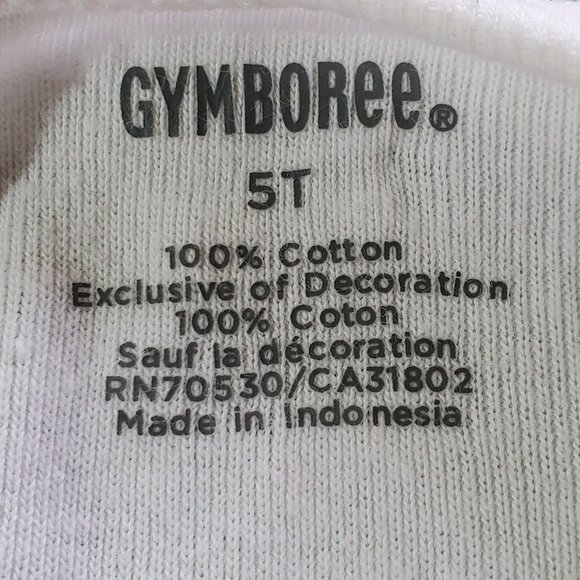 GYMBOREE®
5T
100% Cotton
Exclusive of Decoration
100% Coton
Sauf la décoration
RN70530/CA31802
Made in Indonesia